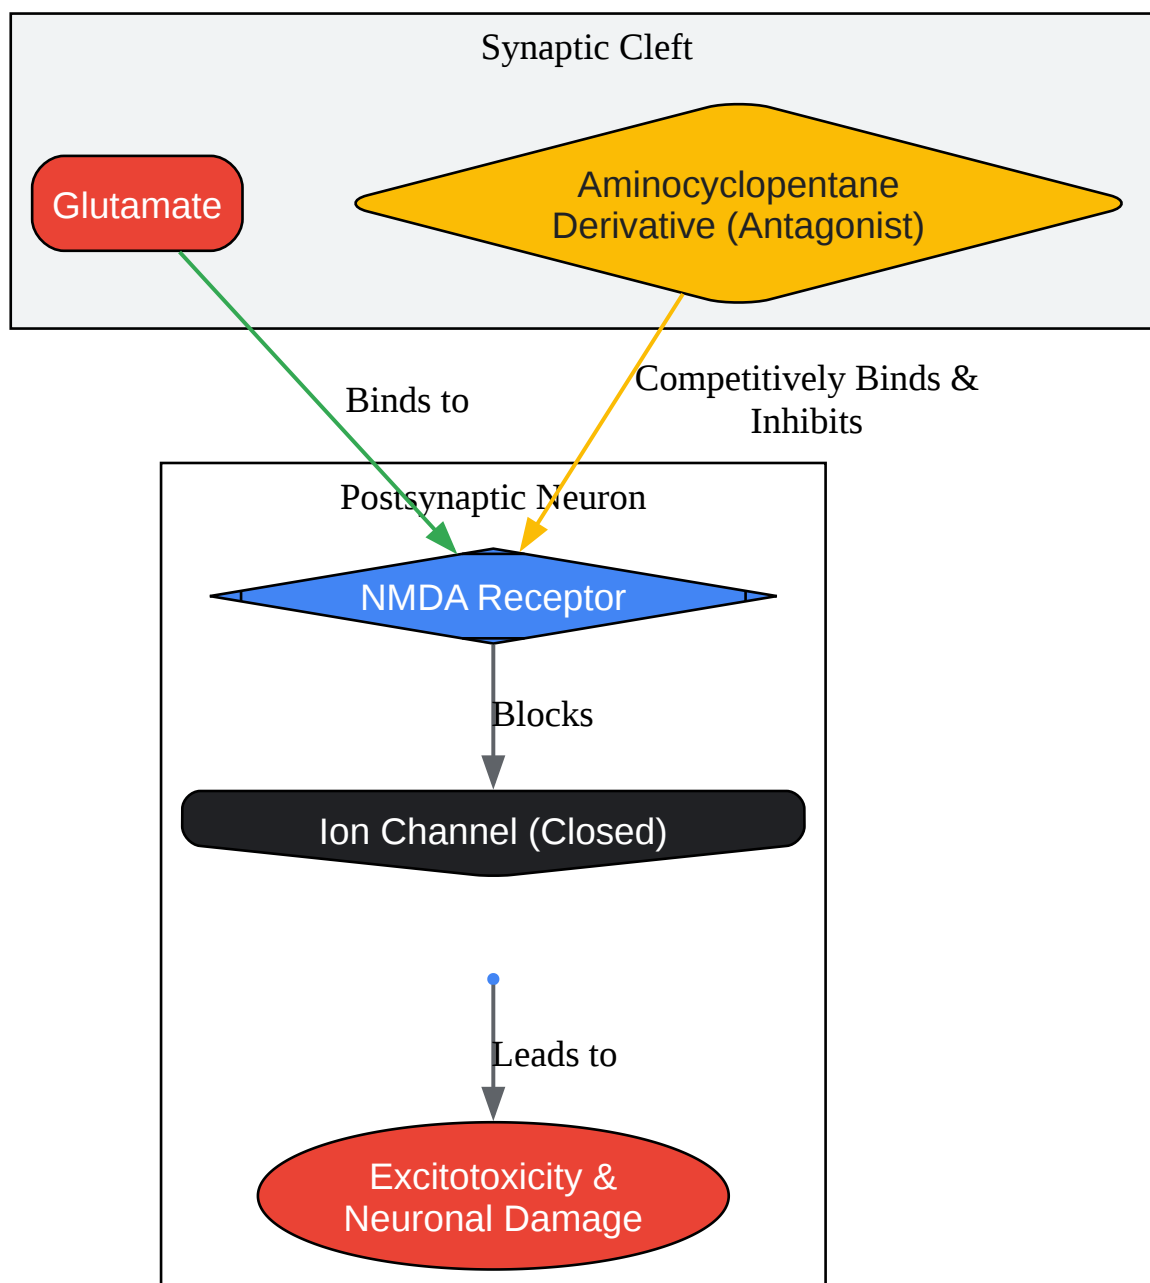 Synaptic Cleft
Glutamate
Aminocyclopentane
Derivative (Antagonist)
Binds to
Competitively Binds &
Inhibits
Postsynaptic Neuron
NMDA Receptor
Blocks
Ion Channel (Closed)
Leads to
Excitotoxicity &
Neuronal Damage